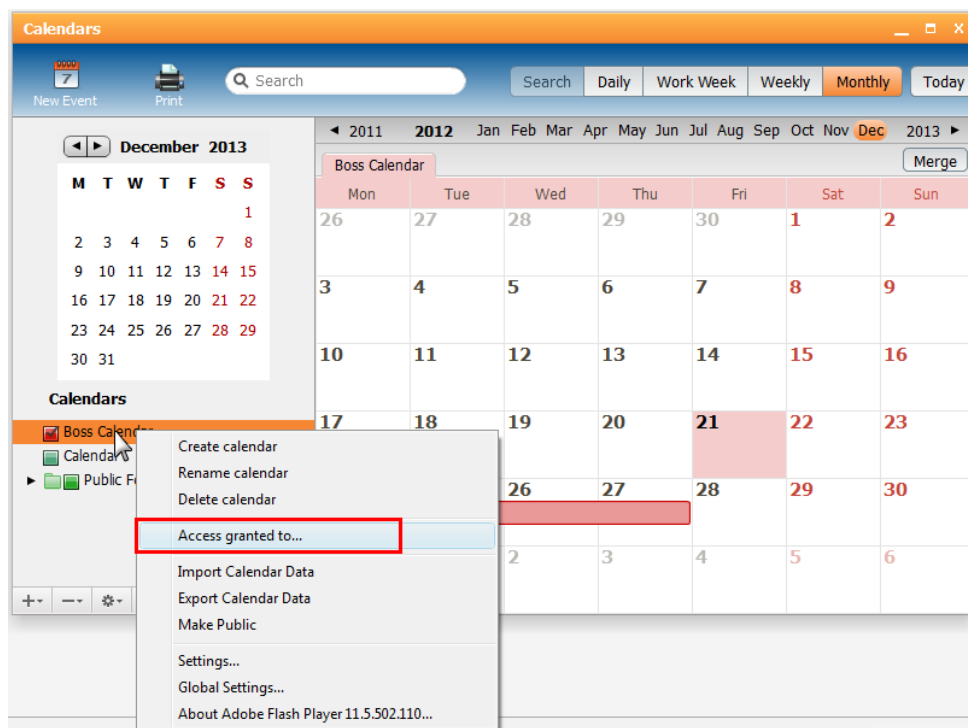 Calendars
New Event
Print
Search
Search Daily Work Week Weekly Monthly Today
◄ 2011 2012 Jan Feb Mar Apr May Jun Jul Aug Sep Oct Nov Dec 2013 ►
Boss Calendar
Merge
Mon Tue Wed Thu Fri Sat Sun
26 27 28 29 30 1 2
3 4 5 6 7 8 9
10 11 12 13 14 15 16
17 18 19 20 21 22 23
26 27 28 29 30
2 3 4 5 6
December 2013
M T W T F S S
1
2 3 4 5 6 7 8
9 10 11 12 13 14 15
16 17 18 19 20 21 22
23 24 25 26 27 28 29
30 31
Calendars
Boss Calendar
Calendar
Public
Create calendar
Rename calendar
Delete calendar
Access granted to...
Import Calendar Data
Export Calendar Data
Make Public
Settings...
Global Settings...
About Adobe Flash Player 11.5.502.110...